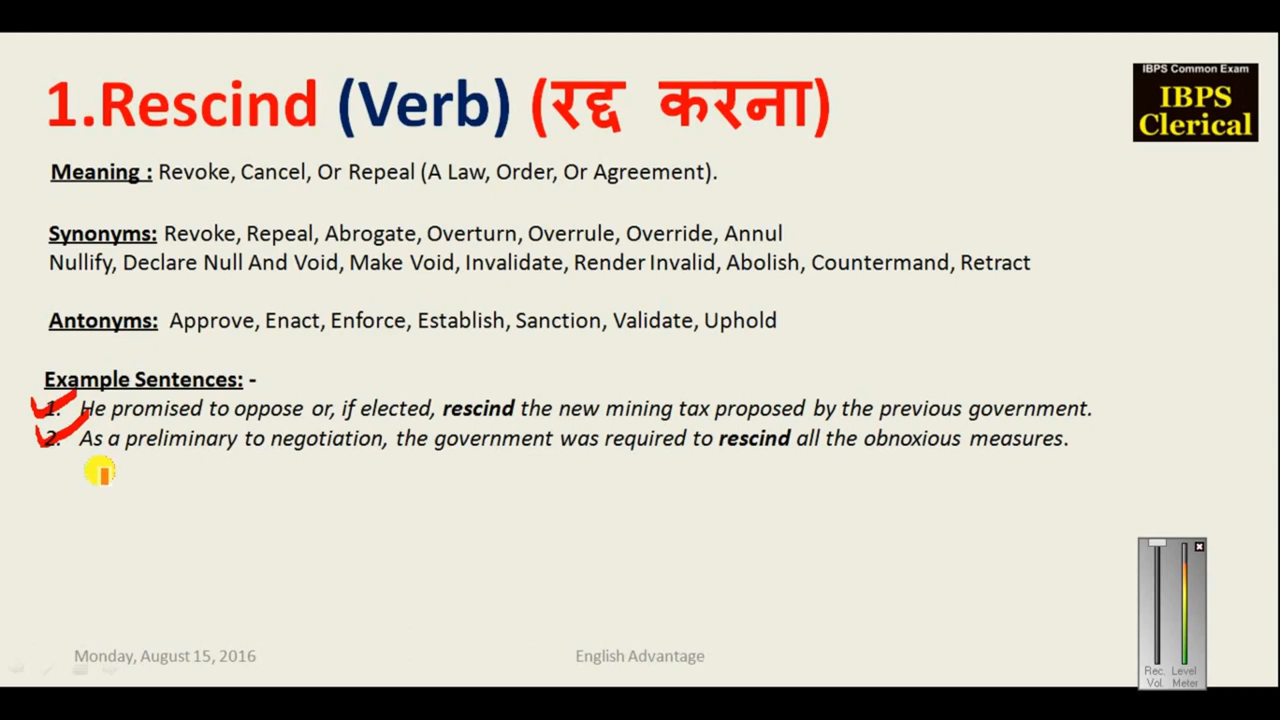 1.Rescind (Verb) (रद्द करना)
IBPS Common Exam
IBPS
Clerical
Meaning : Revoke, Cancel, Or Repeal (A Law, Order, Or Agreement).
Synonyms: Revoke, Repeal, Abrogate, Overturn, Overrule, Override, Annul
Nullify, Declare Null And Void, Make Void, Invalidate, Render Invalid, Abolish, Countermand, Retract
Antonyms: Approve, Enact, Enforce, Establish, Sanction, Validate, Uphold
Example Sentences: -
1. He promised to oppose or, if elected, rescind the new mining tax proposed by the previous government.
2. As a preliminary to negotiation, the government was required to rescind all the obnoxious measures.
Monday, August 15, 2016
English Advantage
Rec. Level
Vol. Meter